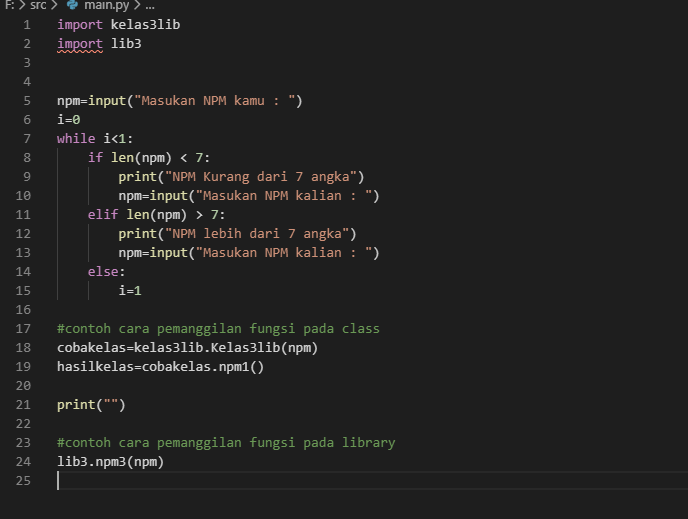 F: > src > main.py > ...
1 import kelas3lib
2 import lib3
3
4
5 npm=input("Masukan NPM kamu : ")
6 i=0
7 while i<1:
8     if len(npm) < 7:
9         print("NPM Kurang dari 7 angka")
10         npm=input("Masukan NPM kalian : ")
11     elif len(npm) > 7:
12         print("NPM lebih dari 7 angka")
13         npm=input("Masukan NPM kalian : ")
14     else:
15         i=1
16
17 #contoh cara pemanggilan fungsi pada class
18 cobakelas=kelas3lib.Kelas3lib(npm)
19 hasilkelas=cobakelas.npm1()
20
21 print("")
22
23 #contoh cara pemanggilan fungsi pada library
24 lib3.npm3(npm)
25